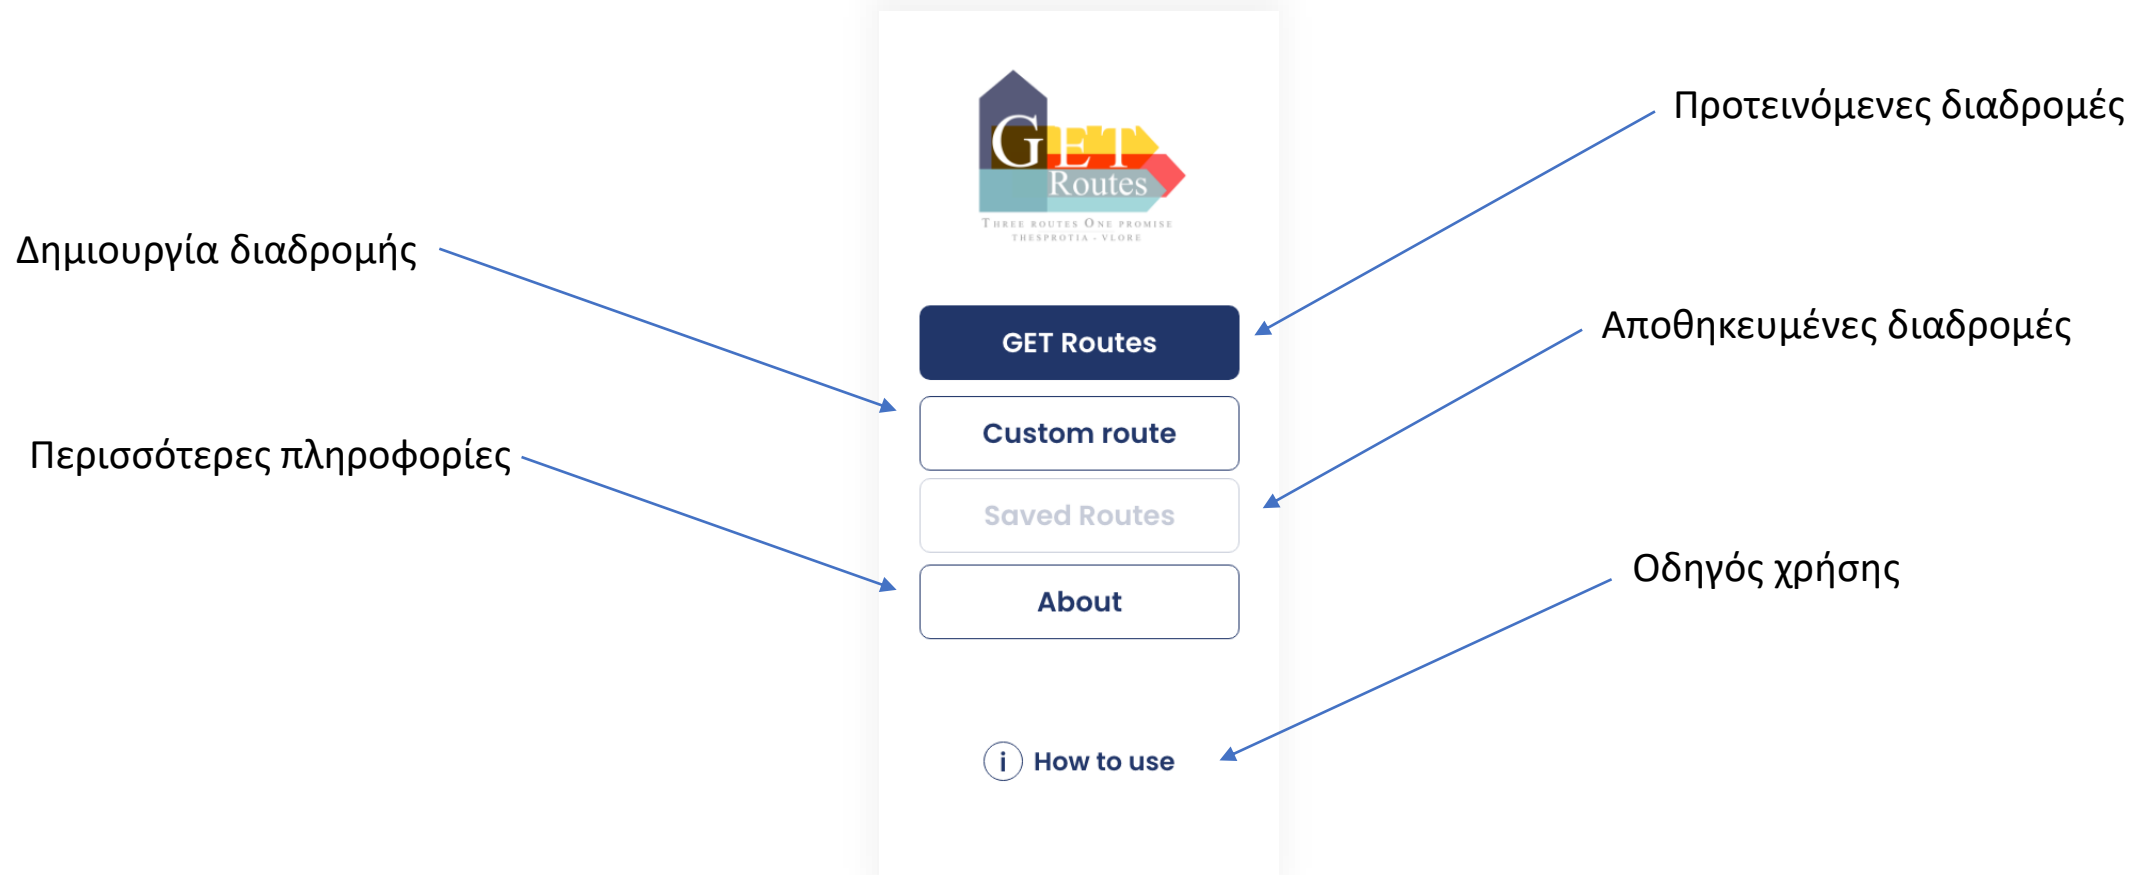 GET
Routes
THREE ROUTES ONE PROMISE
THESPROTIA - VLORE
Προτεινόμενες διαδρομές
Δημιουργία διαδρομής
GET Routes
Αποθηκευμένες διαδρομές
Custom route
Περισσότερες πληροφορίες
Saved Routes
About
Οδηγός χρήσης
i How to use